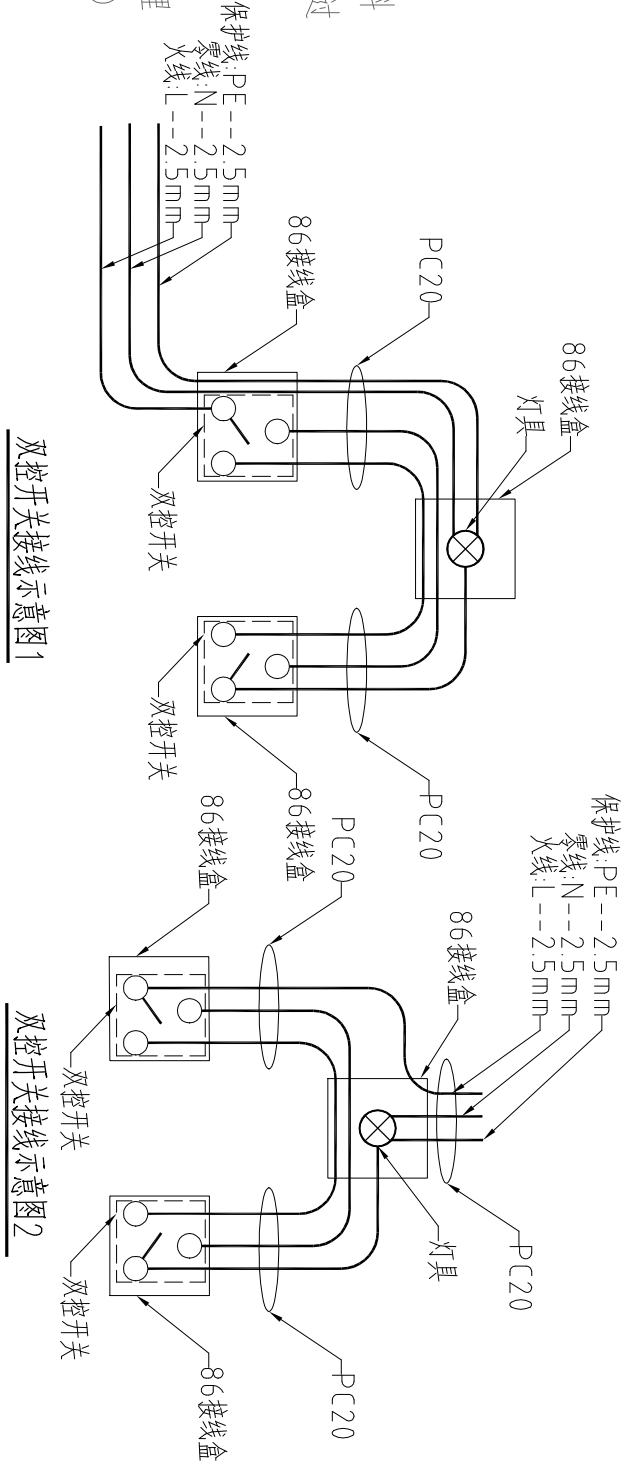 保护线:PE--2.5mm
零线:N--2.5mm
火线:L--2.5mm
86接线盒
PC20
86接线盒
灯具
双控开关
双控开关
86接线盒
PC20
双控开关接线示意图1
保护线:PE--2.5mm
零线:N--2.5mm
火线:L--2.5mm
86接线盒
PC20
86接线盒
PC20
双控开关
灯具
双控开关
86接线盒
PC20
双控开关接线示意图2